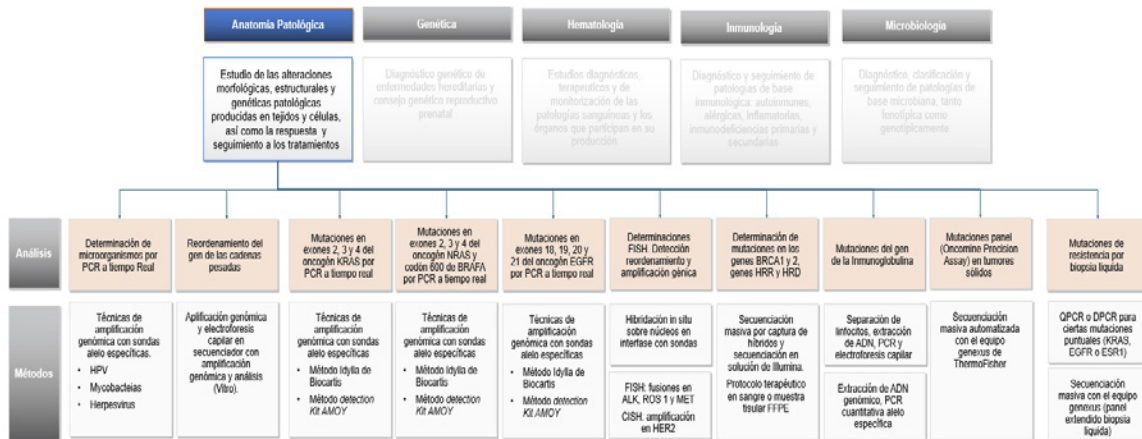 Anatomía Patológica
Genética
Hematología
Inmunología
Microbiología
Estudio de las alteraciones
morfológicas, estructurales y
genéticas patológicas
producidas en tejidos y células,
así como la respuesta y
seguimiento a los tratamientos
Diagnóstico genético de
enfermedades hereditarias y
consejo genético reproductivo
prenatal
Estudios diagnósticos,
terapeuticos y de
monitorización de las
patologías sanguíneas y los
órganos que participan en su
producción
Diagnóstico y seguimiento de
patologías de base
inmunológica: autoinmunes,
alérgicas, inflamatorias,
inmunodeficiencias primarias y
secundarias
Diagnóstico, clasificación y
seguimiento de patologías de
base microbiana, tanto
fenotípica como
genotípicamente
Análisis
Determinación de
microorganismos por
PCR a tiempo Real
Reordenamiento del
gen de las cadenas
pesadas
Mutaciones en
exones 2, 3 y 4 del
oncogén KRAS por
PCR a tiempo real
Mutaciones en
exones 2, 3 y 4 del
oncogén NRAS y
codón 600 de BRAFA
por PCR a tiempo real
Mutaciones en
exones 18, 19, 20 y
21 del oncogén EGFR
por PCR a tiempo real
Determinaciones
FISH. Detección
reordenamiento y
amplificación génica
Determinación de
mutaciones en los
genes BRCA1 y 2,
genes HRR y HRD
Mutaciones del gen
de la Inmunoglobulina
Mutaciones panel
(Oncomine Precision
Assay) en tumores
sólidos
Mutaciones de
resistencia por
biopsia líquida
Métodos
Técnicas de
amplificación
genómica con sondas
alelo específicas.
• HPV
• Mycobacteias
• Herpesvirus
Aplificación genómica
y electroforesis
capilar en
secuenciador con
amplificación
genómica y análisis
(Vitro).
Técnicas de
amplificación
genómica con sondas
alelo específicas
• Método Idylla de
Biocartis
• Método detection
Kit AMOY
Técnicas de
amplificación
genómica con sondas
alelo específicas
• Método Idylla de
Biocartis
• Método detection
Kit AMOY
Técnicas de
amplificación
genómica con sondas
alelo específicas
• Método Idylla de
Biocartis
• Método detection
Kit AMOY
Hibridación in situ
sobre núcleos en
interfase con sondas
FISH: fusiones en
ALK, ROS 1 y MET
CISH: amplificación
en HER2
Secuenciación
masiva por captura de
híbridos y
secuenciación en
solución de Illumina.
Protocolo terapéutico
en sangre o muestra
tisular FFPE
Separación de
linfocitos, extracción
de ADN, PCR y
electroforesis capilar
Extracción de ADN
genómico, PCR
cuantitativa alelo
específica
Secuenciación
masiva automatizada
con el equipo
genexus de
ThermoFisher
QPCR o DPCR para
ciertas mutaciones
puntuales (KRAS,
EGFR o ESR1)
Secuenciación
masiva con el equipo
genexus (panel
extendido biopsia
líquida)